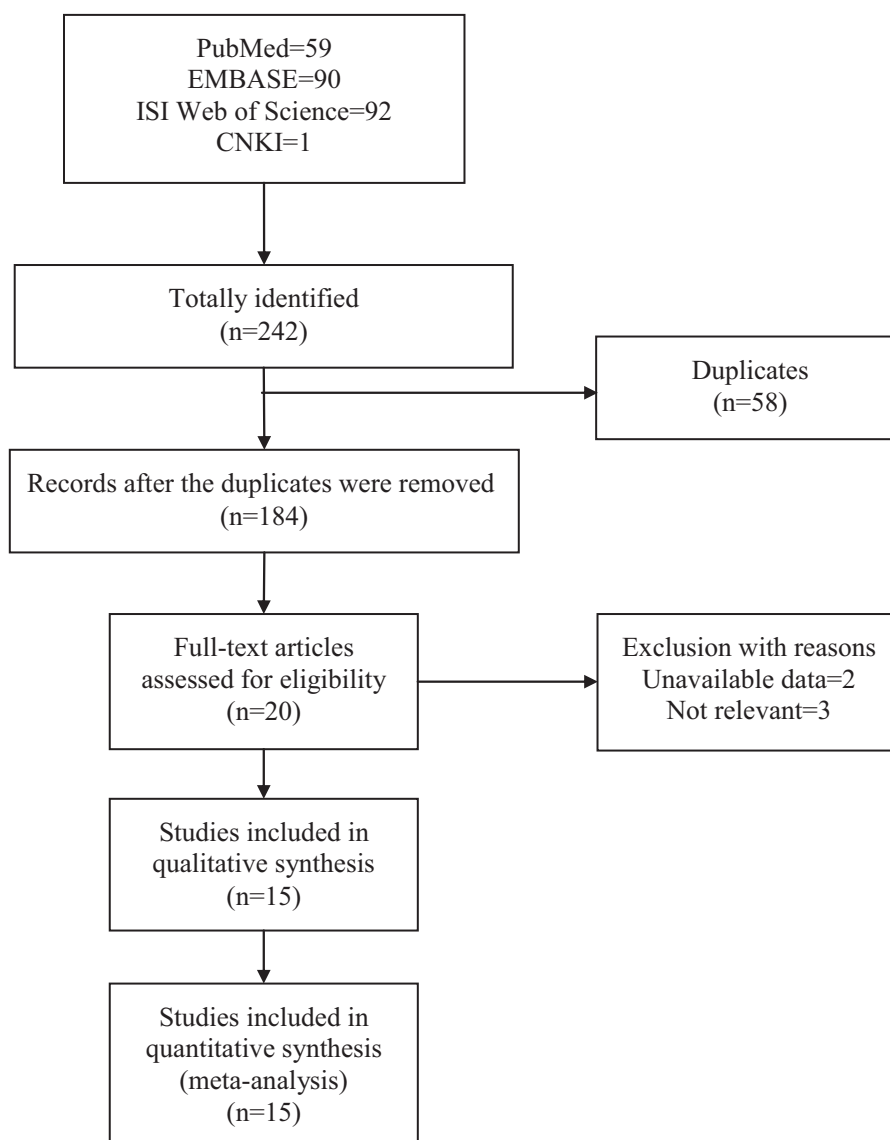 PubMed=59
EMBASE=90
ISI Web of Science=92
CNKI=1
Totally identified
(n=242)
Duplicates
(n=58)
Records after the duplicates were removed
(n=184)
Full-text articles
assessed for eligibility
(n=20)
Exclusion with reasons
Unavailable data=2
Not relevant=3
Studies included in
qualitative synthesis
(n=15)
Studies included in
quantitative synthesis
(meta-analysis)
(n=15)